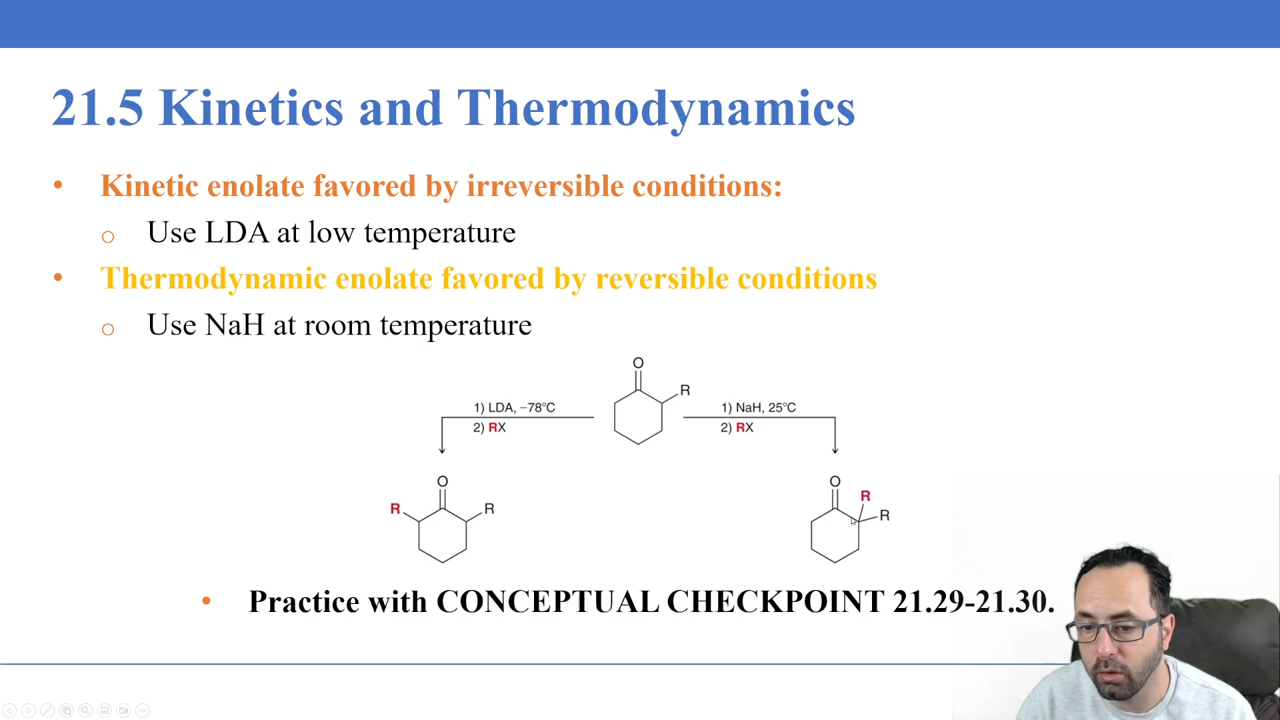 21.5 Kinetics and Thermodynamics
• Kinetic enolate favored by irreversible conditions:
o Use LDA at low temperature
• Thermodynamic enolate favored by reversible conditions
o Use NaH at room temperature
O
R
1) LDA, −78°C
2) RX
1) NaH, 25°C
2) RX
O
R R
O
R
R
• Practice with CONCEPTUAL CHECKPOINT 21.29-21.30.